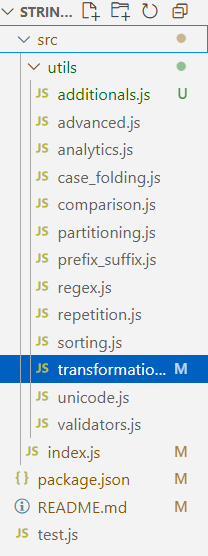 STRIN...
src
utils
JS additionals.js U
JS advanced.js
JS analytics.js
JS case_folding.js
JS comparison.js
JS partitioning.js
JS prefix_suffix.js
JS regex.js
JS repetition.js
JS sorting.js
JS transformatio... M
JS unicode.js
JS validators.js
JS index.js M
{} package.json M
README.md M
JS test.js